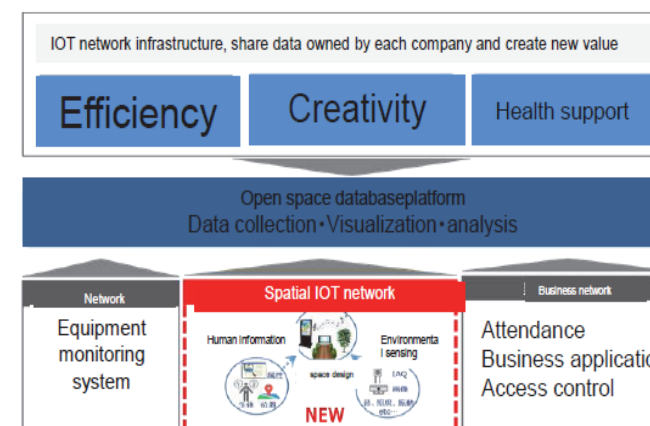 IOT network infrastructure, share data owned by each company and create new value
Efficiency
Creativity
Health support
Open space databaseplatform
Data collection・Visualization・analysis
Network
Equipment
monitoring
system
Spatial IOT network
Human Information
Environmenta
l sensing
space design
IAQ
etc…
NEW
Business network
Attendance
Business applicatio
Access control